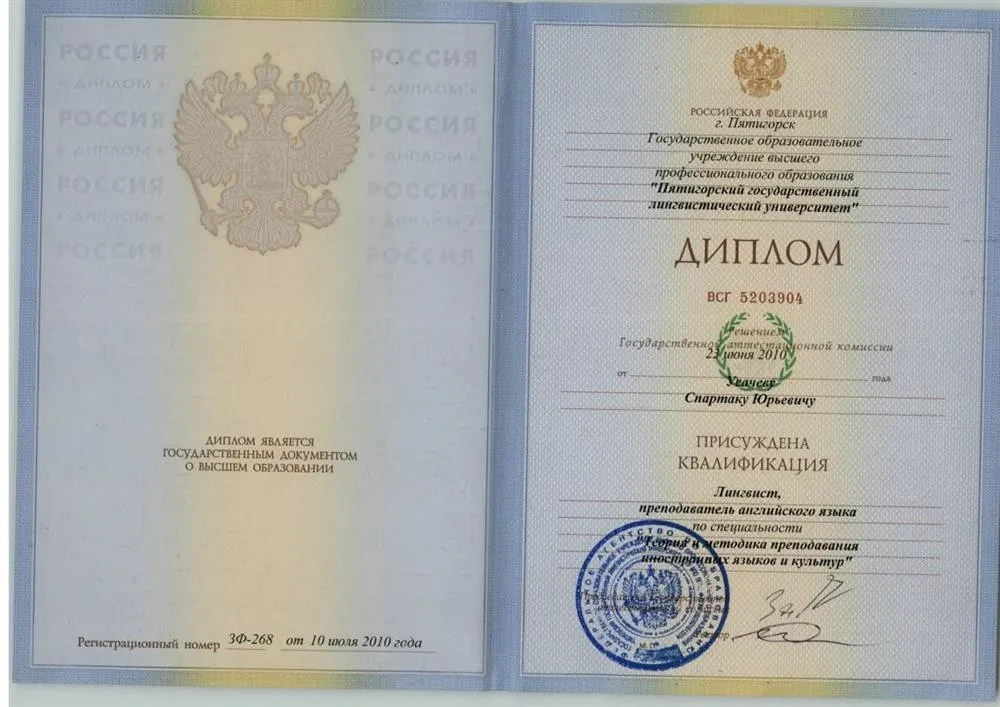 РОССИЯ РОССИЯ
ДИПЛОМ ДИПЛОМ
РОССИЯ РОССИЯ
ДИПЛОМ ДИПЛОМ
РОССИЯ РОССИЯ
ДИПЛОМ ДИПЛОМ
РОССИЯ РОССИЯ
ДИПЛОМ ЯВЛЯЕТСЯ
ГОСУДАРСТВЕННЫМ ДОКУМЕНТОМ
О ВЫСШЕМ ОБРАЗОВАНИИ
Регистрационный номер ЗФ-268 от 10 июля 2010 года
РОССИЙСКАЯ ФЕДЕРАЦИЯ
г. Пятигорск
Государственное образовательное
учреждение высшего
профессионального образования
"Пятигорский государственный
лингвистический университет"
ДИПЛОМ
ВСГ 5203904
Решением
Государственной аттестационной комиссии
23 июня 2010
от года
Усачеву
Спартаку Юрьевичу
ПРИСУЖДЕНА
КВАЛИФИКАЦИЯ
Лингвист,
преподаватель английского языка
по специальности
"Теория и методика преподавания
иностранных языков и культур"